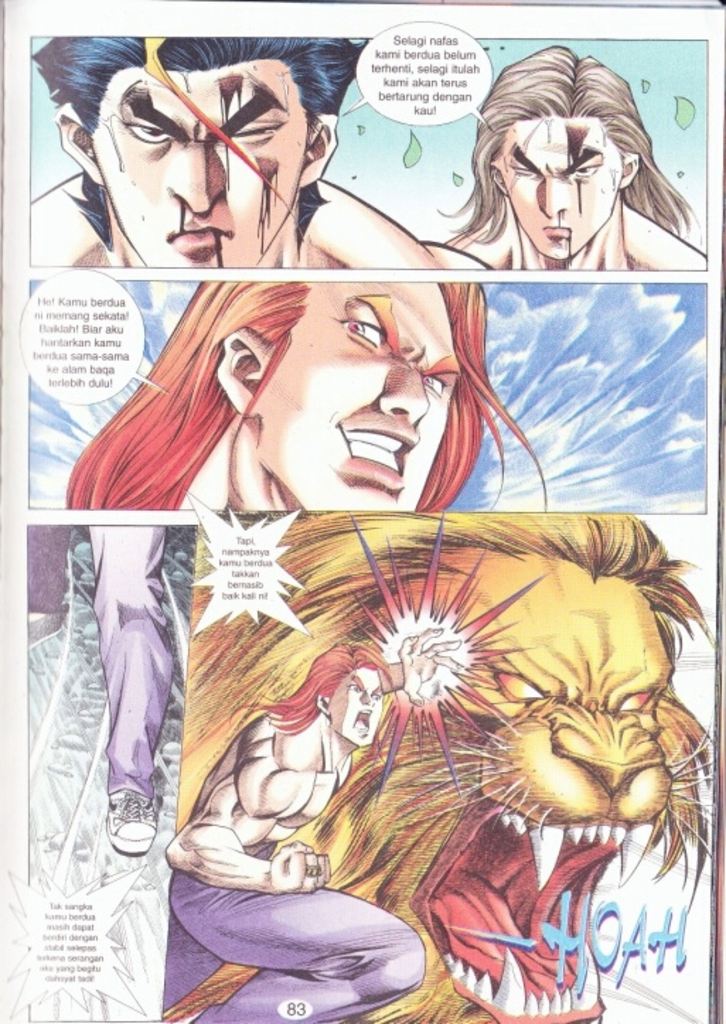 Selagi nafas
kami berdua belum
terhenti, selagi itulah
kami akan terus
bertarung dengan
kau!
He! Kamu berdua
ni memang sekata!
Baiklah! Biar aku
hantarkan kamu
berdua sama-sama
ke alam baqa
terlebih dulu!
Tapi,
nampaknya
kamu berdua
takkan
bernasib
baik kali ni!
Tak sangka
kamu berdua
masih dapat
berdiri dengan
stabil selepas
terkena serangan
aku yang begitu
dahsyat tadi!
HOAH
83